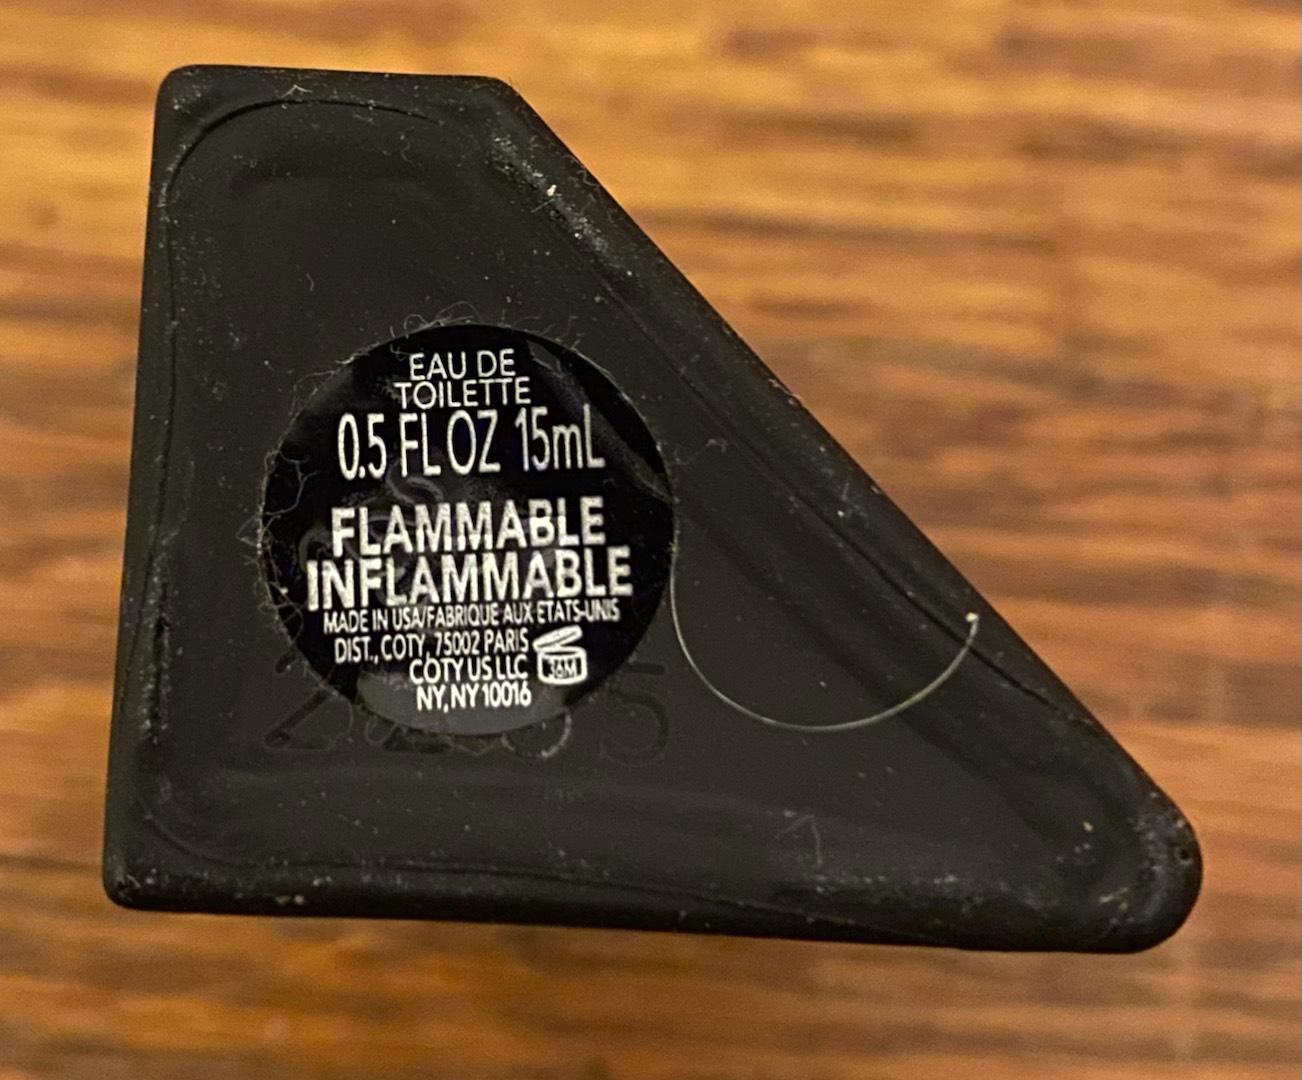 EAU DE
TOILETTE
0.5 FL OZ 15mL
FLAMMABLE
INFLAMMABLE
MADE IN USA/FABRIQUE AUX ETATS-UNIS
DIST., COTY, 75002 PARIS
COTY US LLC
NY, NY 10016
36M